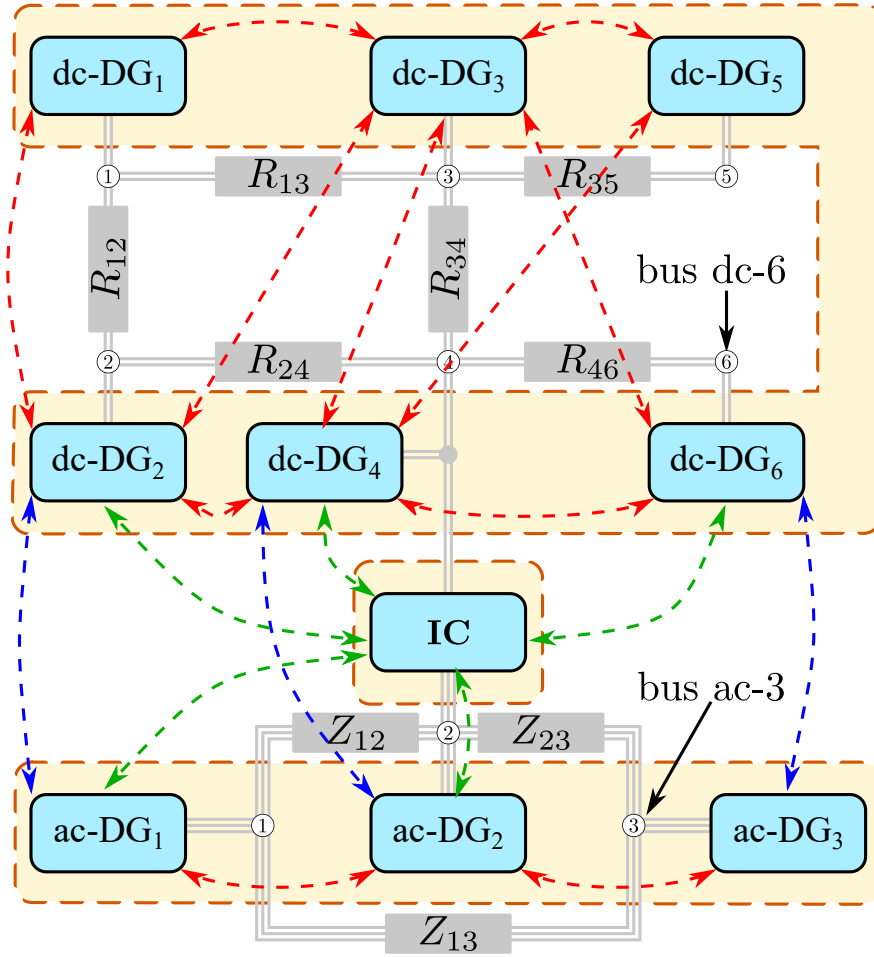 dc-DG₁ dc-DG₃ dc-DG₅
1 R₁₃ 3 R₃₅ 5
R₁₂ R₃₄
bus dc-6
2 R₂₄ 4 R₄₆ 6
dc-DG₂ dc-DG₄ dc-DG₆
IC
bus ac-3
Z₁₂ 2 Z₂₃
ac-DG₁ 1 ac-DG₂ 3 ac-DG₃
Z₁₃